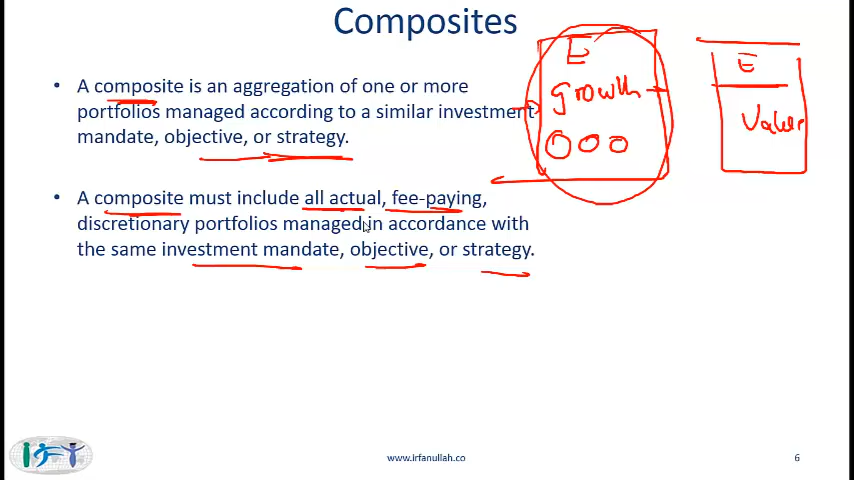 Composites
• A composite is an aggregation of one or more
portfolios managed according to a similar investment
mandate, objective, or strategy.
• A composite must include all actual, fee-paying,
discretionary portfolios managed in accordance with
the same investment mandate, objective, or strategy.
E
Growth
E
Value
www.irfanullah.co
6